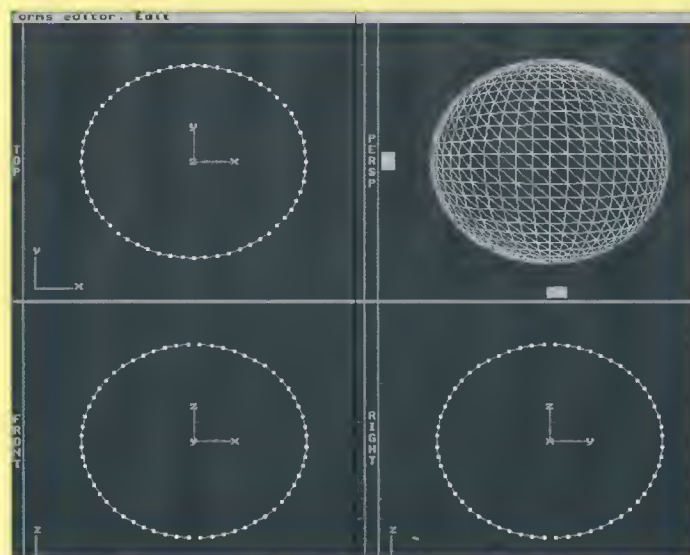 orms editor. Edit
TOP
y
z x
y
x
PERSP
FRONT
z
y x
z
RIGHT
z
x y
z